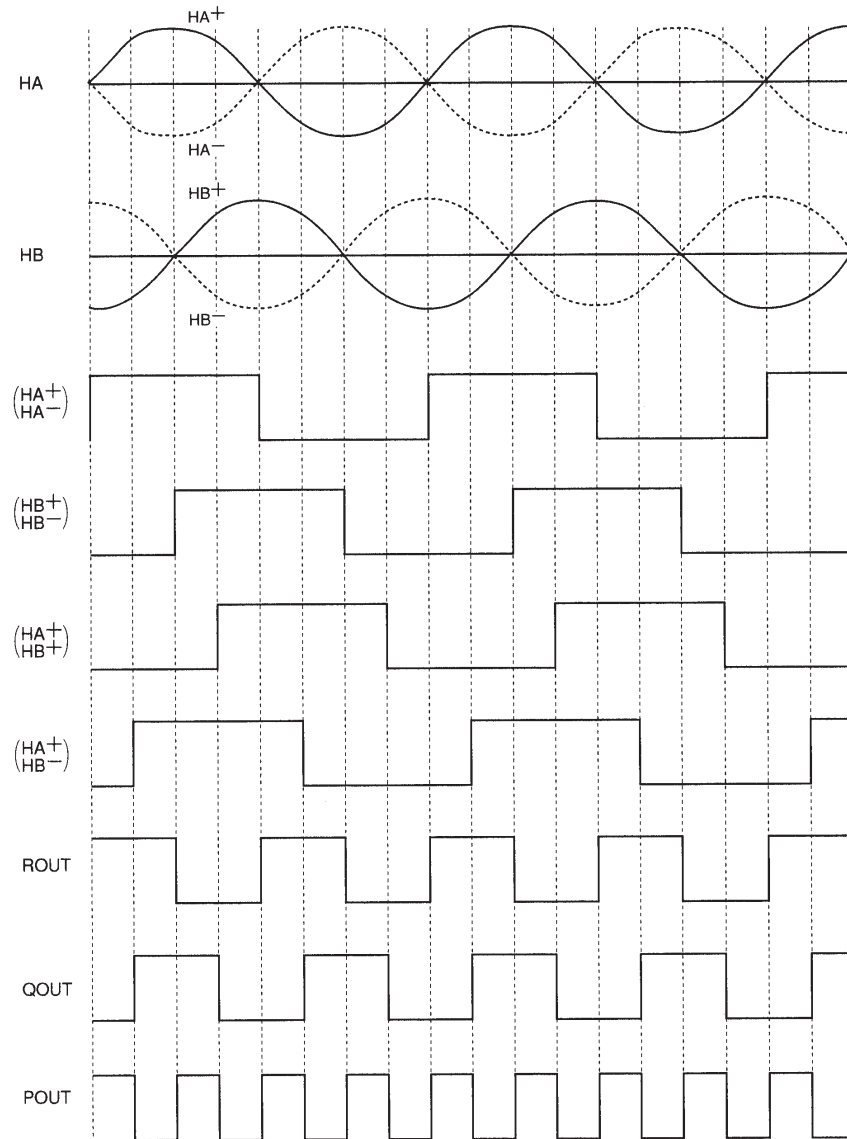 HA+
HA
HA−
HB+
HB
HB−
(HA+
HA−)
(HB+
HB−)
(HA+
HB+)
(HA+
HB−)
ROUT
QOUT
POUT